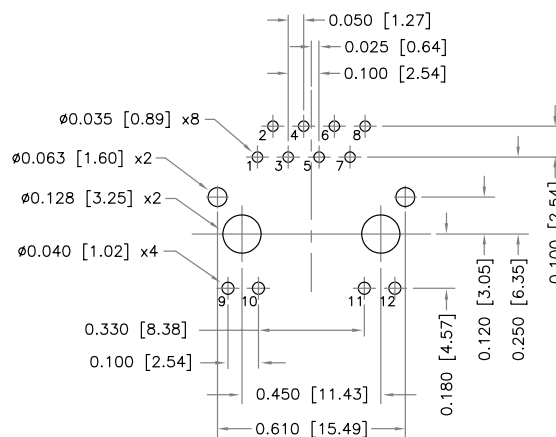 0.050 [1.27]
0.025 [0.64]
0.100 [2.54]
ø0.035 [0.89] x8
2 4 6 8
ø0.063 [1.60] x2
1 3 5 7
ø0.128 [3.25] x2
ø0.040 [1.02] x4
9 10 11 12
0.330 [8.38]
0.100 [2.54]
0.450 [11.43]
0.610 [15.49]
0.180 [4.57]
0.120 [3.05]
0.250 [6.35]
0.100 [2.54]